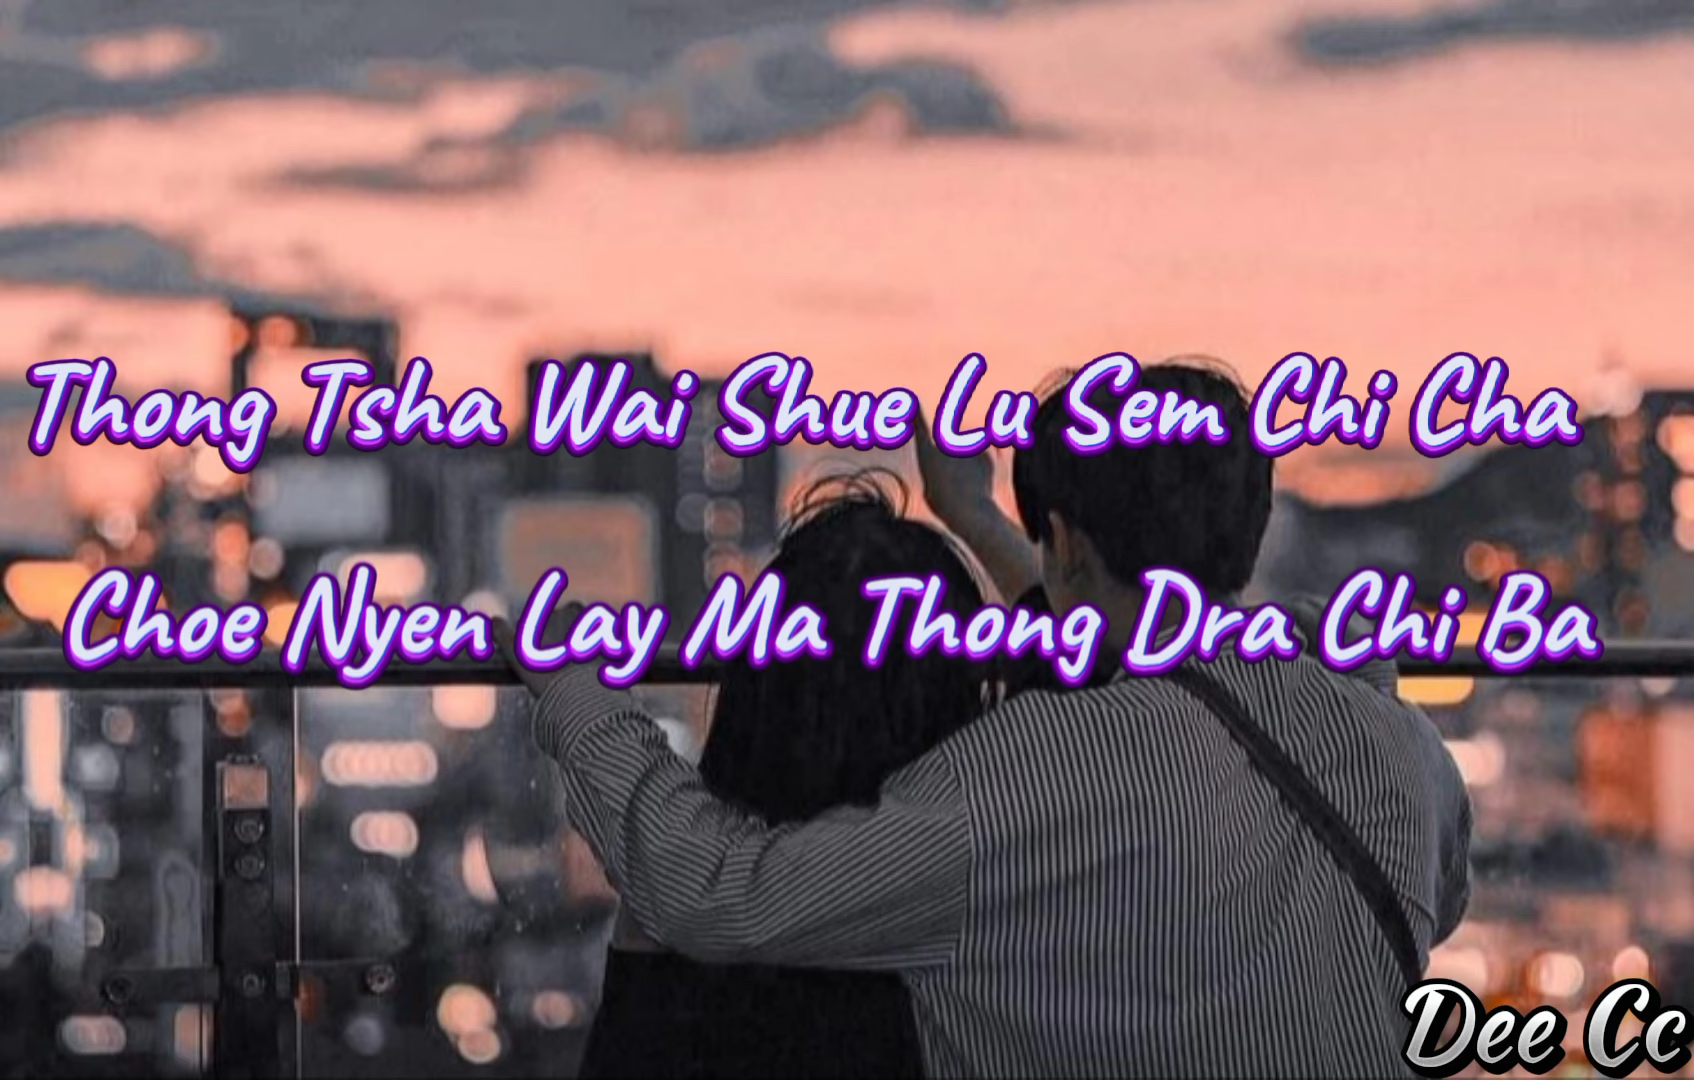 Thong Tsha Wai Shue Lu Sem Chi Cha
Choe Nyen Lay Ma Thong Dra Chi Ba
Dee Cc